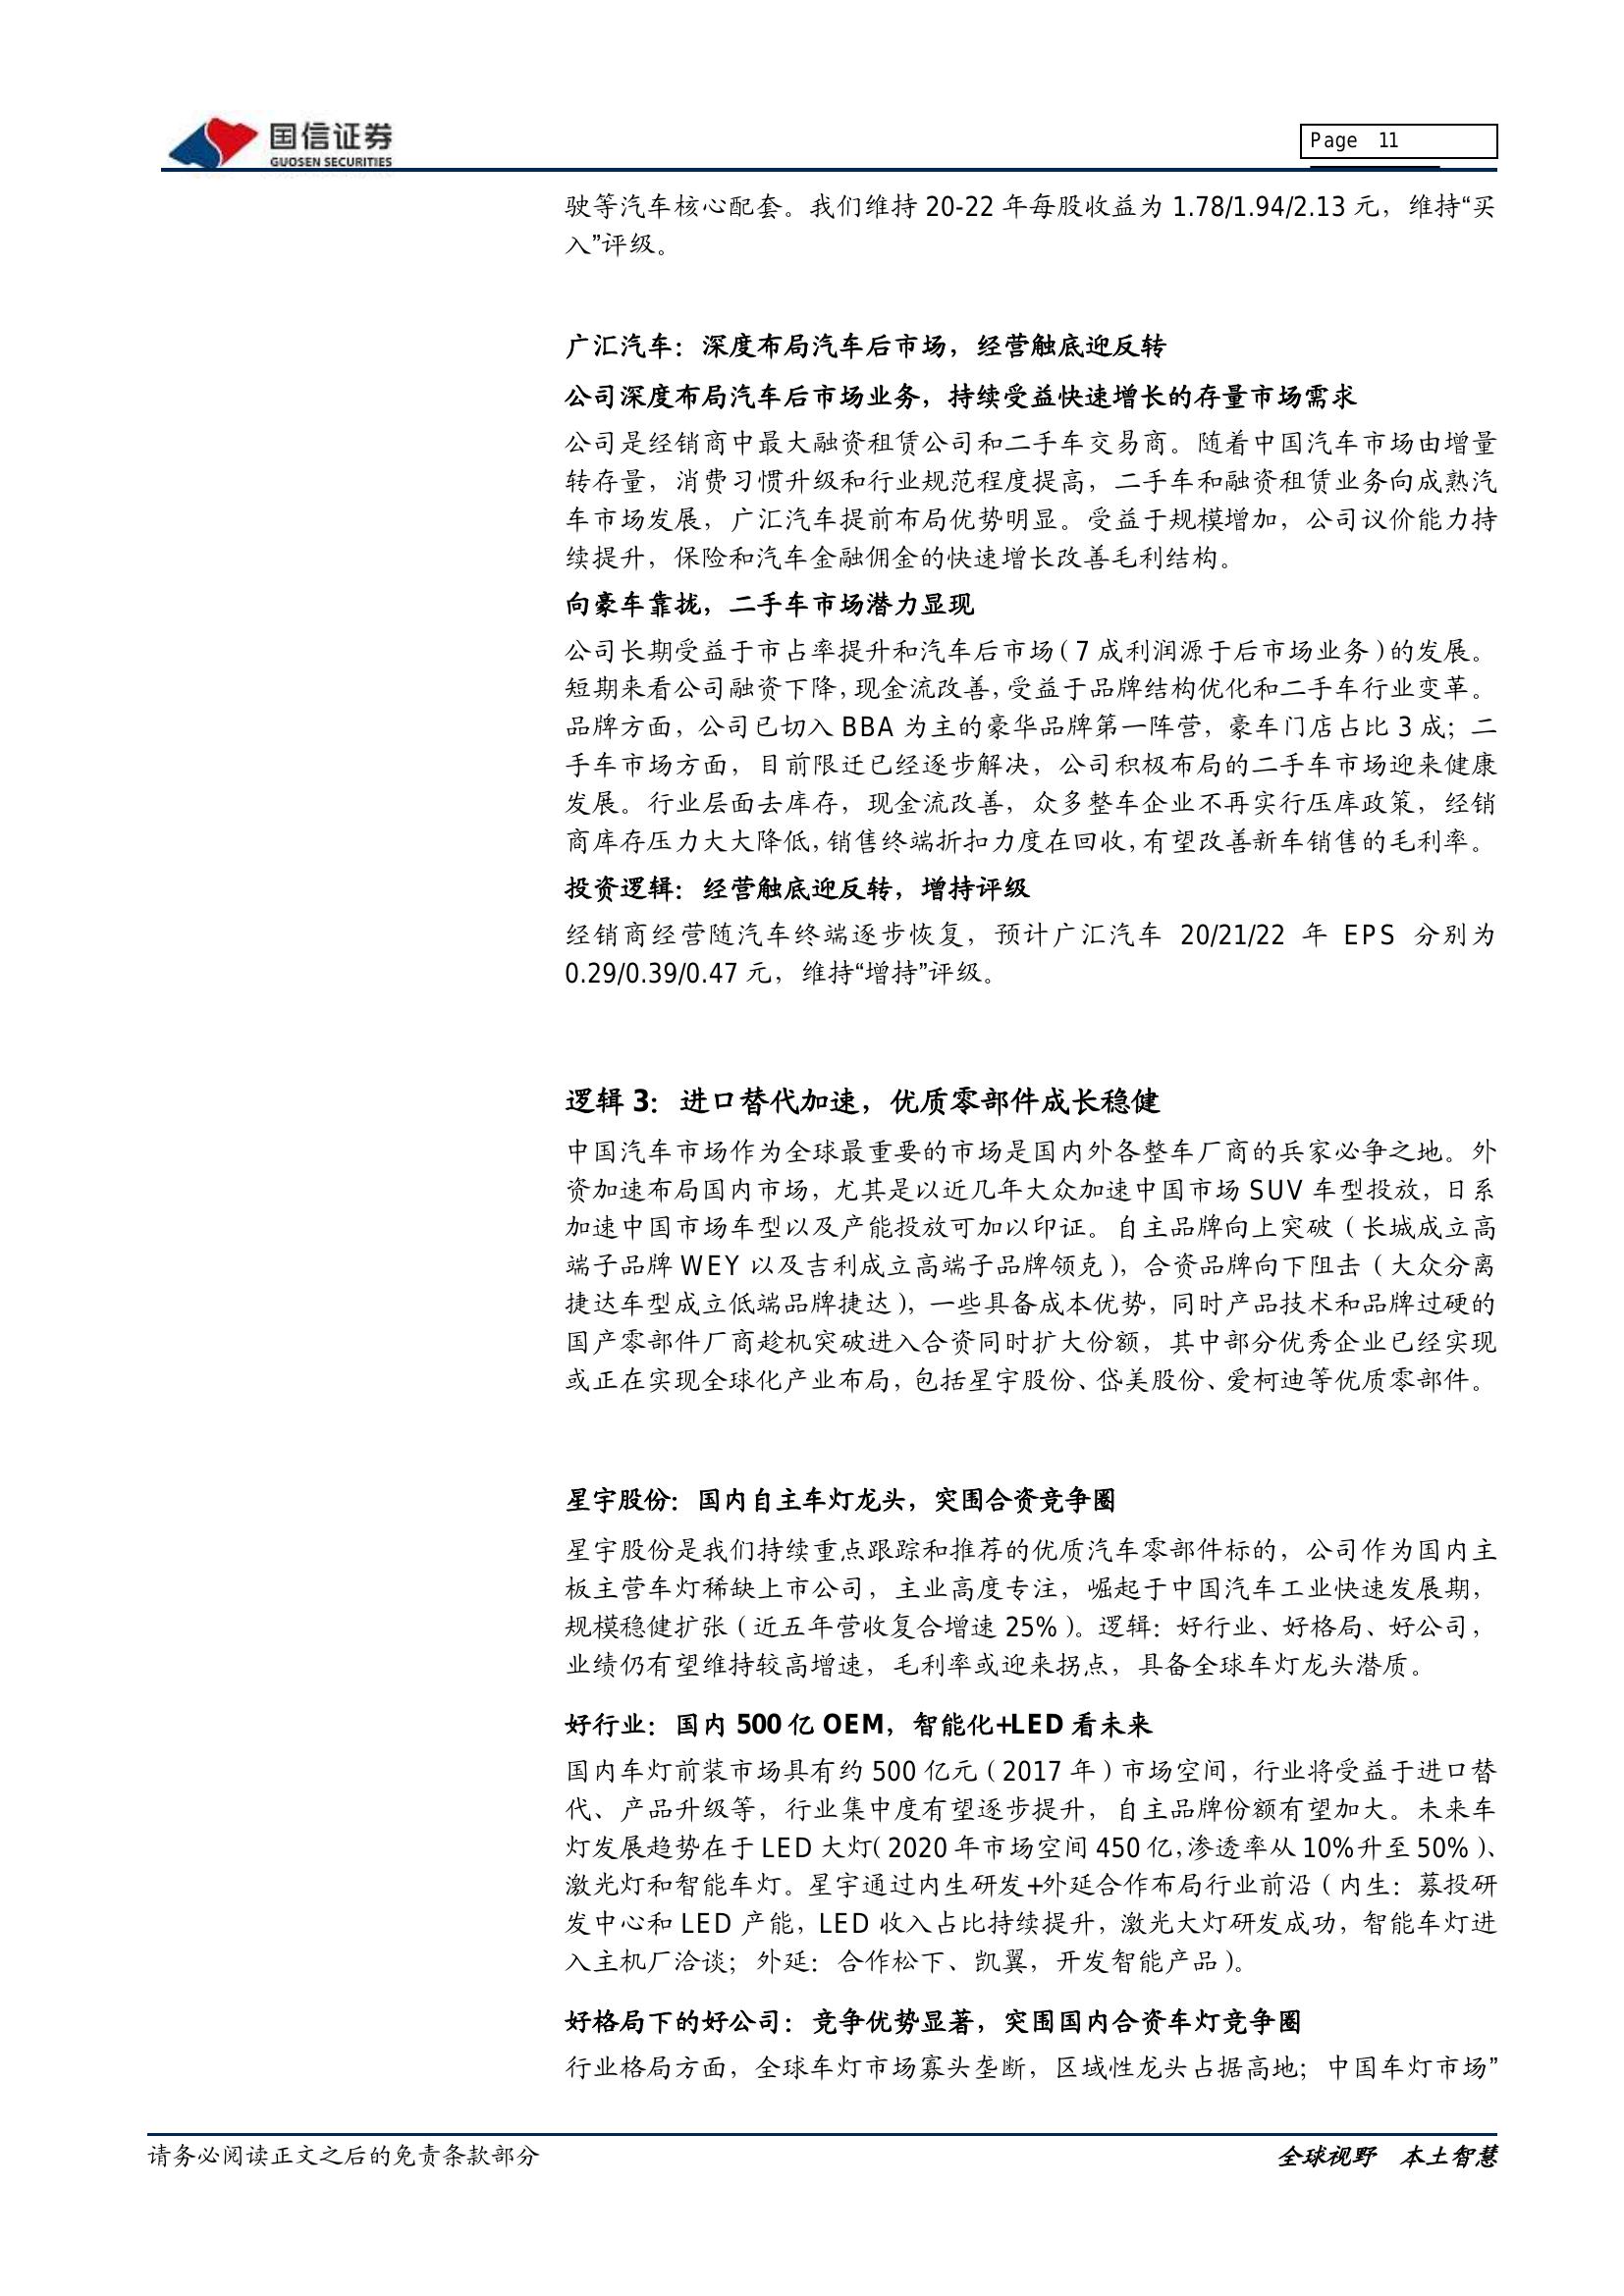 国信证券
GUOSEN SECURITIES
Page 11
驶等汽车核心配套。我们维持 20-22 年每股收益为 1.78/1.94/2.13 元，维持“买
入”评级。
广汇汽车：深度布局汽车后市场，经营触底迎反转
公司深度布局汽车后市场业务，持续受益快速增长的存量市场需求
公司是经销商中最大融资租赁公司和二手车交易商。随着中国汽车市场由增量
转存量，消费习惯升级和行业规范程度提高，二手车和融资租赁业务向成熟汽
车市场发展，广汇汽车提前布局优势明显。受益于规模增加，公司议价能力持
续提升，保险和汽车金融佣金的快速增长改善毛利结构。
向豪车靠拢，二手车市场潜力显现
公司长期受益于市占率提升和汽车后市场（7 成利润源于后市场业务）的发展。
短期来看公司融资下降，现金流改善，受益于品牌结构优化和二手车行业变革。
品牌方面，公司已切入 BBA 为主的豪华品牌第一阵营，豪车门店占比 3 成；二
手车市场方面，目前限迁已经逐步解决，公司积极布局的二手车市场迎来健康
发展。行业层面去库存，现金流改善，众多整车企业不再实行压库政策，经销
商库存压力大大降低，销售终端折扣力度在回收，有望改善新车销售的毛利率。
投资逻辑：经营触底迎反转，增持评级
经销商经营随汽车终端逐步恢复，预计广汇汽车 20/21/22 年 EPS 分别为
0.29/0.39/0.47 元，维持“增持”评级。
逻辑 3：进口替代加速，优质零部件成长稳健
中国汽车市场作为全球最重要的市场是国内外各整车厂商的兵家必争之地。外
资加速布局国内市场，尤其是以近几年大众加速中国市场 SUV 车型投放，日系
加速中国市场车型以及产能投放可加以印证。自主品牌向上突破（长城成立高
端子品牌 WEY 以及吉利成立高端子品牌领克），合资品牌向下阻击（大众分离
捷达车型成立低端品牌捷达），一些具备成本优势，同时产品技术和品牌过硬的
国产零部件厂商趁机突破进入合资同时扩大份额，其中部分优秀企业已经实现
或正在实现全球化产业布局，包括星宇股份、岱美股份、爱柯迪等优质零部件。
星宇股份：国内自主车灯龙头，突围合资竞争圈
星宇股份是我们持续重点跟踪和推荐的优质汽车零部件标的，公司作为国内主
板主营车灯稀缺上市公司，主业高度专注，崛起于中国汽车工业快速发展期，
规模稳健扩张（近五年营收复合增速 25%）。逻辑：好行业、好格局、好公司，
业绩仍有望维持较高增速，毛利率或迎来拐点，具备全球车灯龙头潜质。
好行业：国内 500 亿 OEM，智能化+LED 看未来
国内车灯前装市场具有约 500 亿元（2017 年）市场空间，行业将受益于进口替
代、产品升级等，行业集中度有望逐步提升，自主品牌份额有望加大。未来车
灯发展趋势在于 LED 大灯（2020 年市场空间 450 亿，渗透率从 10%升至 50%）、
激光灯和智能车灯。星宇通过内生研发+外延合作布局行业前沿（内生：募投研
发中心和 LED 产能，LED 收入占比持续提升，激光大灯研发成功，智能车灯进
入主机厂洽谈；外延：合作松下、凯翼，开发智能产品）。
好格局下的好公司：竞争优势显著，突围国内合资车灯竞争圈
行业格局方面，全球车灯市场寡头垄断，区域性龙头占据高地；中国车灯市场”
请务必阅读正文之后的免责条款部分
全球视野 本土智慧